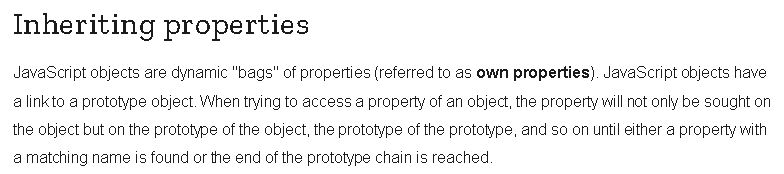 Inheriting properties
JavaScript objects are dynamic "bags" of properties (referred to as own properties). JavaScript objects have
a link to a prototype object. When trying to access a property of an object, the property will not only be sought on
the object but on the prototype of the object, the prototype of the prototype, and so on until either a property with
a matching name is found or the end of the prototype chain is reached.